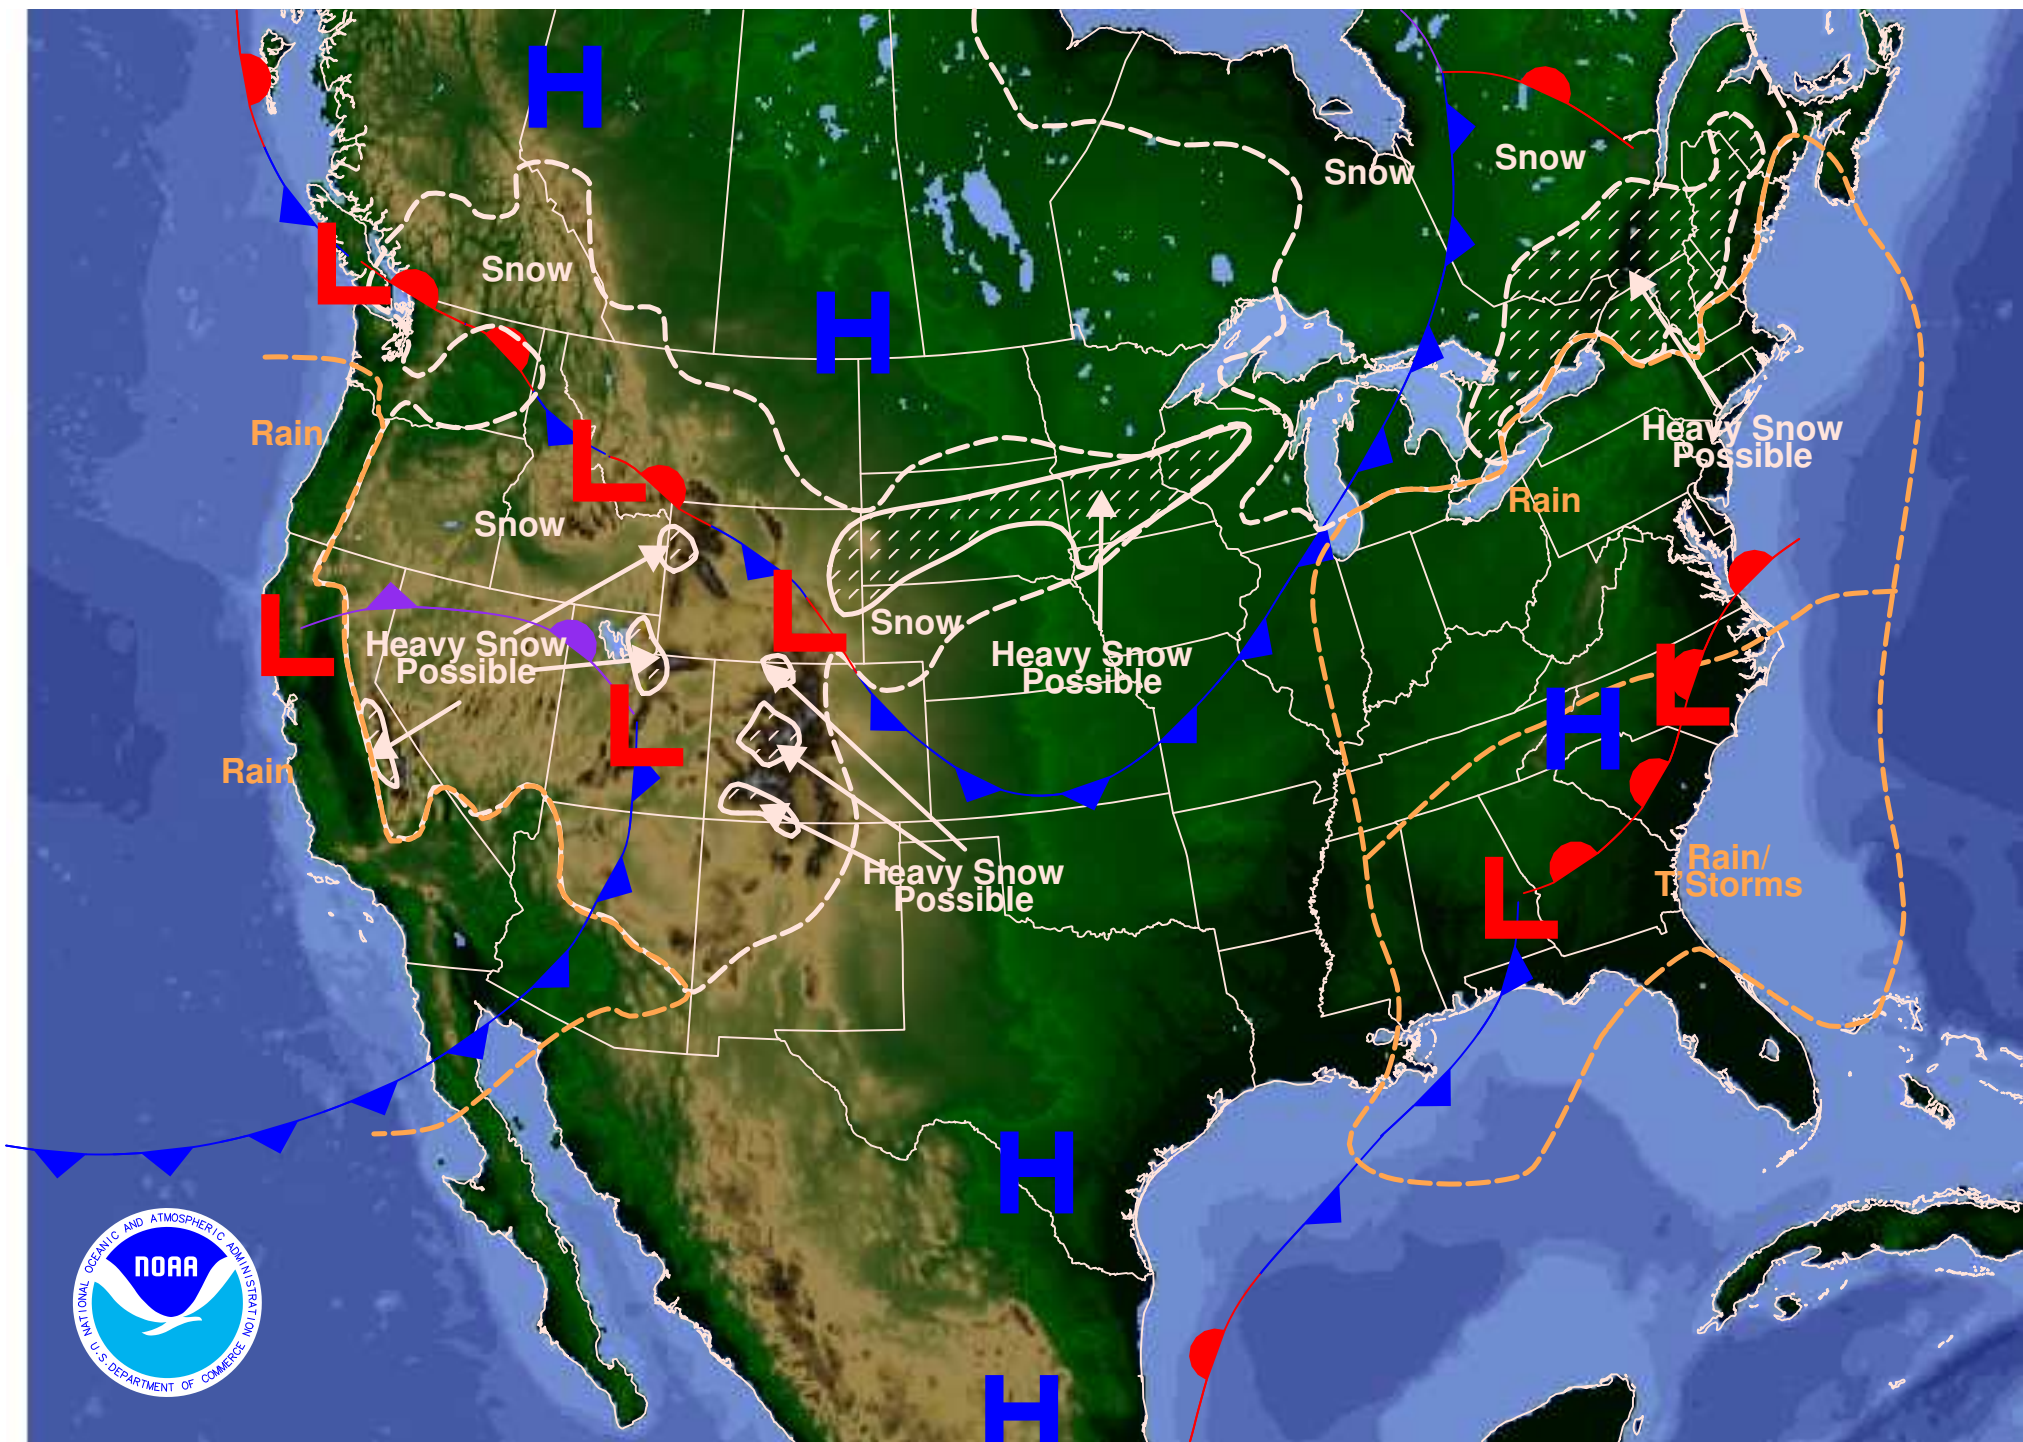 H
Snow
Snow
L
Snow
H
Rain
L
Snow
Heavy Snow
Possible
Rain
L
L
Heavy Snow
Possible
Snow
Heavy Snow
Possible
L
L
H
Rain
Heavy Snow
Possible
L
Rain/
T'Storms
H
H
NATIONAL OCEANIC AND ATMOSPHERIC ADMINISTRATION
NOAA
U.S. DEPARTMENT OF COMMERCE